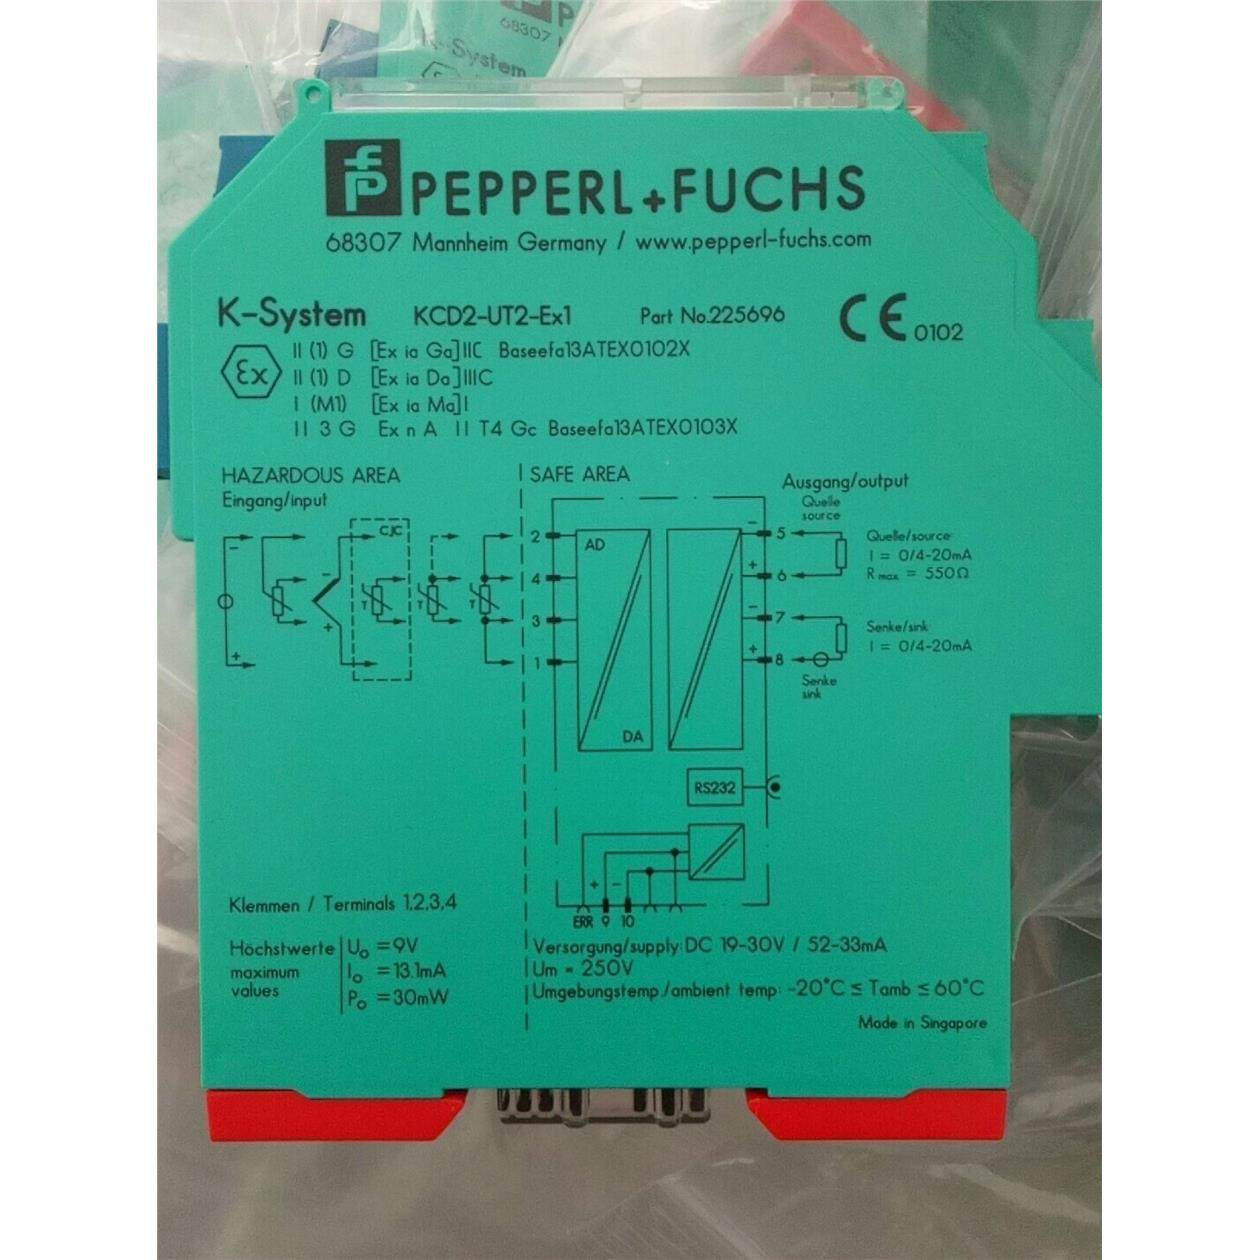 68307
K-System
PEPPERL+FUCHS
68307 Mannheim Germany / www.pepperl-fuchs.com
K-System KCD2-UT2-Ex1 Part No.225696 CE 0102
Ex II (1) G [Ex ia Ga]IIC Baseefa13ATEX0102X
II (1) D [Ex ia Da]IIIC
I (M1) [Ex ia Ma]I
II 3 G Ex n A II T4 Gc Baseefa13ATEX0103X
HAZARDOUS AREA SAFE AREA
Eingang/input
Ausgang/output
Quelle
source
CJC
- - + + T T T
2
4
3
1
AD
DA
- 5
+ 6
- 7
+ 8
Quelle/source
I = 0/4-20mA
R max = 550Ω
Senke/sink
I = 0/4-20mA
Senke
sink
RS232
+ -
ERR 9 10
Klemmen / Terminals 1,2,3,4
Höchstwerte
maximum
values
Uo = 9V
Io = 13.1mA
Po = 30mW
Versorgung/supply: DC 19-30V / 52-33mA
Um = 250V
Umgebungstemp./ambient temp: -20°C ≤ Tamb ≤ 60°C
Made in Singapore